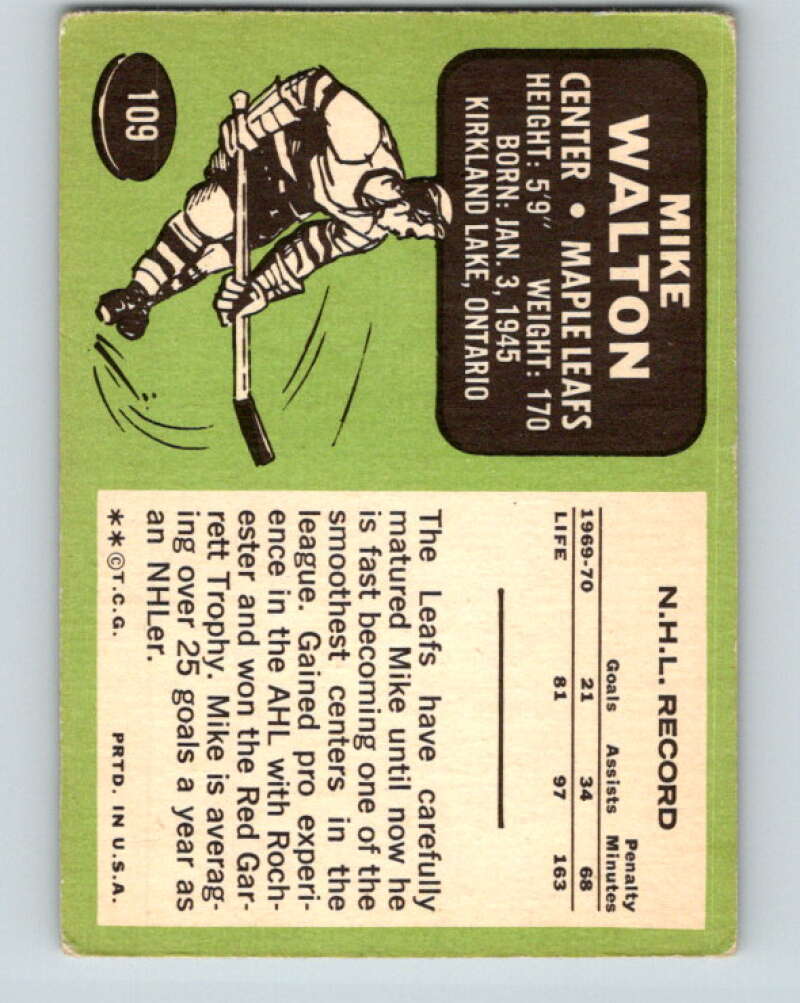 109
MIKE
WALTON
CENTER • MAPLE LEAFS
HEIGHT: 5'9" WEIGHT: 170
BORN: JAN. 3, 1945
KIRKLAND LAKE, ONTARIO
N.H.L. RECORD
Goals Assists Penalty Minutes
1969-70 21 34 68
LIFE 81 97 163
The Leafs have carefully
matured Mike until now he
is fast becoming one of the
smoothest centers in the
league. Gained pro experi-
ence in the AHL with Roch-
ester and won the Red Gar-
rett Trophy. Mike is averag-
ing over 25 goals a year as
an NHLer.
**©T.C.G. PRTD. IN U.S.A.